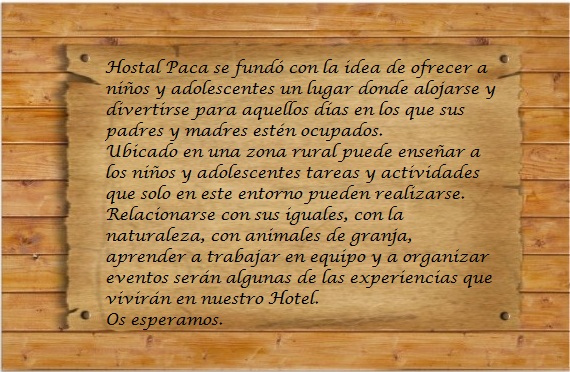 Hostal Paca se fundó con la idea de ofrecer a
niños y adolescentes un lugar donde alojarse y
divertirse para aquellos días en los que sus
padres y madres estén ocupados.
Ubicado en una zona rural puede enseñar a
los niños y adolescentes tareas y actividades
que solo en este entorno pueden realizarse.
Relacionarse con sus iguales, con la
naturaleza, con animales de granja,
aprender a trabajar en equipo y a organizar
eventos serán algunas de las experiencias que
vivirán en nuestro Hotel.
Os esperamos.